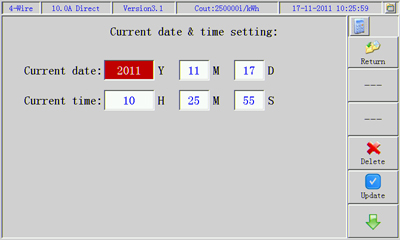 4-Wire 10.0A Direct Version3.1 Cout:250000i/kWh 17-11-2011 10:25:59
Current date & time setting:
Current date: 2011 Y 11 M 17 D
Current time: 10 H 25 M 55 S
Return
---
---
Delete
Update